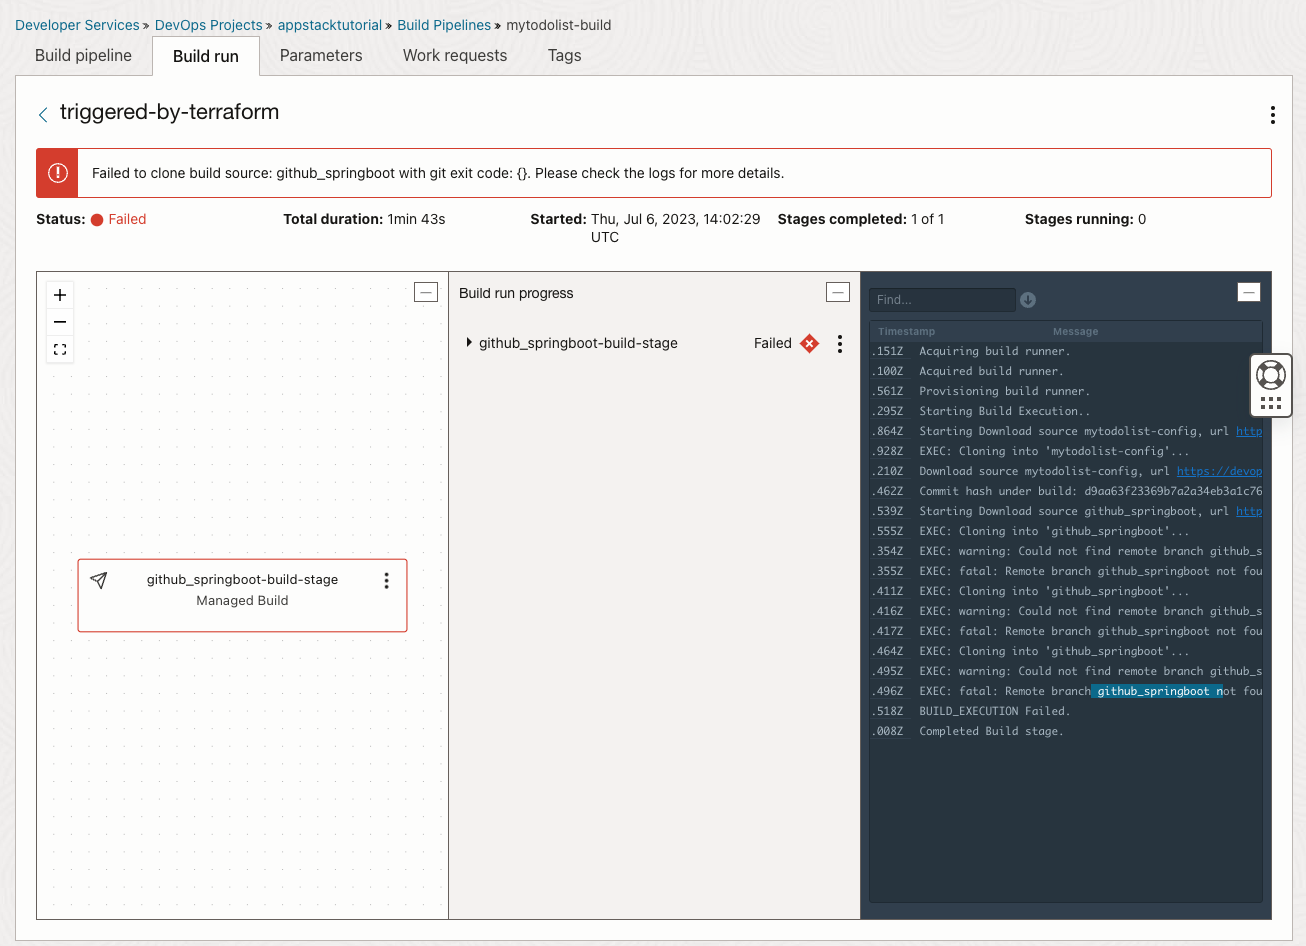 Developer Services » DevOps Projects » appstacktutorial » Build Pipelines » mytodolist-build
Build pipeline Build run Parameters Work requests Tags
triggered-by-terraform
Failed to clone build source: github_springboot with git exit code: {}. Please check the logs for more details.
Status: Failed Total duration: 1min 43s Started: Thu, Jul 6, 2023, 14:02:29 Stages completed: 1 of 1 Stages running: 0
UTC
github_springboot-build-stage
Managed Build
Build run progress
github_springboot-build-stage Failed
Find...
Timestamp Message
.151Z Acquiring build runner.
.100Z Acquired build runner.
.561Z Provisioning build runner.
.295Z Starting Build Execution..
.864Z Starting Download source mytodolist-config, url http
.928Z EXEC: Cloning into 'mytodolist-config'...
.210Z Download source mytodolist-config, url https://devop
.462Z Commit hash under build: d9aa63f23369b7a2a34eb3a1c76
.539Z Starting Download source github_springboot, url http
.555Z EXEC: Cloning into 'github_springboot'...
.354Z EXEC: warning: Could not find remote branch github_s
.355Z EXEC: fatal: Remote branch github_springboot not fou
.411Z EXEC: Cloning into 'github_springboot'...
.416Z EXEC: warning: Could not find remote branch github_s
.417Z EXEC: fatal: Remote branch github_springboot not fou
.464Z EXEC: Cloning into 'github_springboot'...
.495Z EXEC: warning: Could not find remote branch github_s
.496Z EXEC: fatal: Remote branch github_springboot not fou
.518Z BUILD_EXECUTION Failed.
.008Z Completed Build stage.